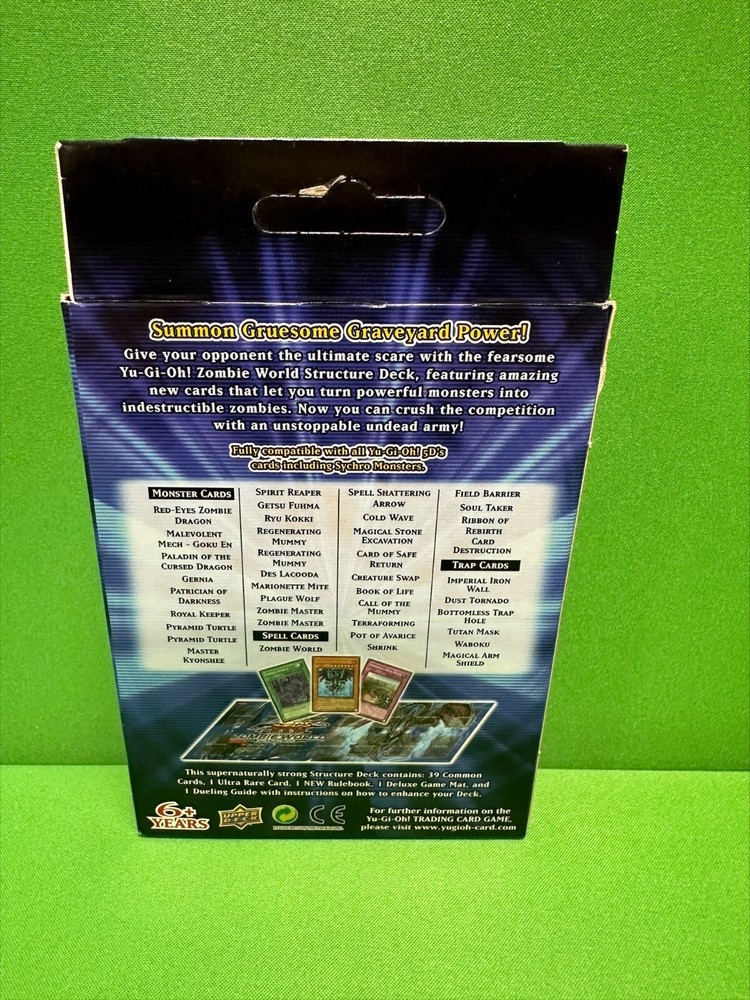 Summon Gruesome Graveyard Power!
Give your opponent the ultimate scare with the fearsome
Yu-Gi-Oh! Zombie World Structure Deck, featuring amazing
new cards that let you turn powerful monsters into
indestructible zombies. Now you can crush the competition
with an unstoppable undead army!
Fully compatible with all Yu-Gi-Oh! 5D's
cards including Sychro Monsters.
Monster Cards
Red-Eyes Zombie
Dragon
Malevolent
Mech - Goku En
Paladin of the
Cursed Dragon
Gernia
Patrician of
Darkness
Royal Keeper
Pyramid Turtle
Pyramid Turtle
Master
Kyonshee
Spirit Reaper
Getsu Fuhma
Ryu Kokki
Regenerating
Mummy
Regenerating
Mummy
Des Lacooda
Marionette Mite
Plague Wolf
Zombie Master
Zombie Master
Spell Cards
Zombie World
Spell Shattering
Arrow
Cold Wave
Magical Stone
Excavation
Card of Safe
Return
Creature Swap
Book of Life
Call of the
Mummy
Terraforming
Pot of Avarice
Shrink
Field Barrier
Soul Taker
Ribbon of
Rebirth
Card
Destruction
Trap Cards
Imperial Iron
Wall
Dust Tornado
Bottomless Trap
Hole
Tutan Mask
Waboku
Magical Arm
Shield
ZOMBIE WORLD
This supernaturally strong Structure Deck contains: 39 Common
Cards, 1 Ultra Rare Card, 1 NEW Rulebook, 1 Deluxe Game Mat, and
1 Dueling Guide with instructions on how to enhance your Deck.
6+
YEARS
UPPER
DECK
CE
For further information on the
Yu-Gi-Oh! TRADING CARD GAME,
please visit www.yugioh-card.com